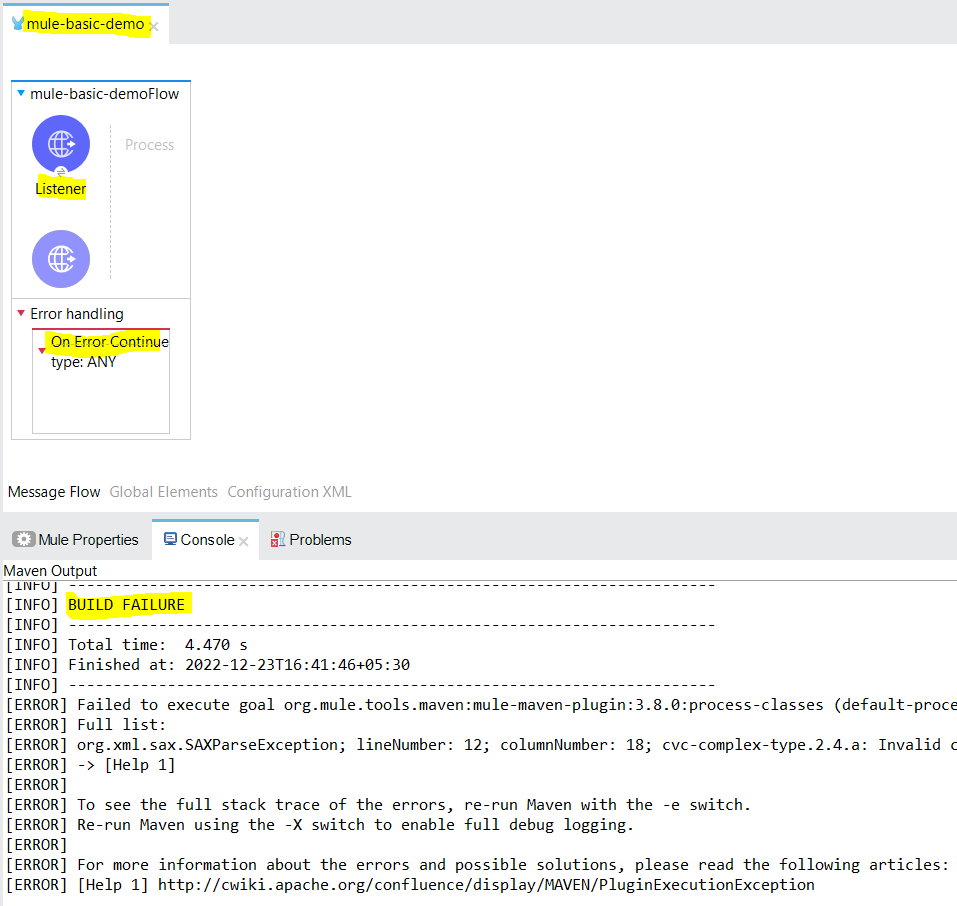 mule-basic-demo
mule-basic-demoFlow
Process
Listener
Error handling
On Error Continue
type: ANY
Message Flow Global Elements Configuration XML
Mule Properties Console Problems
Maven Output
[INFO] ------------------------------------------------------------------------
[INFO] BUILD FAILURE
[INFO] ------------------------------------------------------------------------
[INFO] Total time:  4.470 s
[INFO] Finished at: 2022-12-23T16:41:46+05:30
[INFO] ------------------------------------------------------------------------
[ERROR] Failed to execute goal org.mule.tools.maven:mule-maven-plugin:3.8.0:process-classes (default-proce
[ERROR] Full list:
[ERROR] org.xml.sax.SAXParseException; lineNumber: 12; columnNumber: 18; cvc-complex-type.2.4.a: Invalid c
[ERROR] -> [Help 1]
[ERROR]
[ERROR] To see the full stack trace of the errors, re-run Maven with the -e switch.
[ERROR] Re-run Maven using the -X switch to enable full debug logging.
[ERROR]
[ERROR] For more information about the errors and possible solutions, please read the following articles:
[ERROR] [Help 1] http://cwiki.apache.org/confluence/display/MAVEN/PluginExecutionException